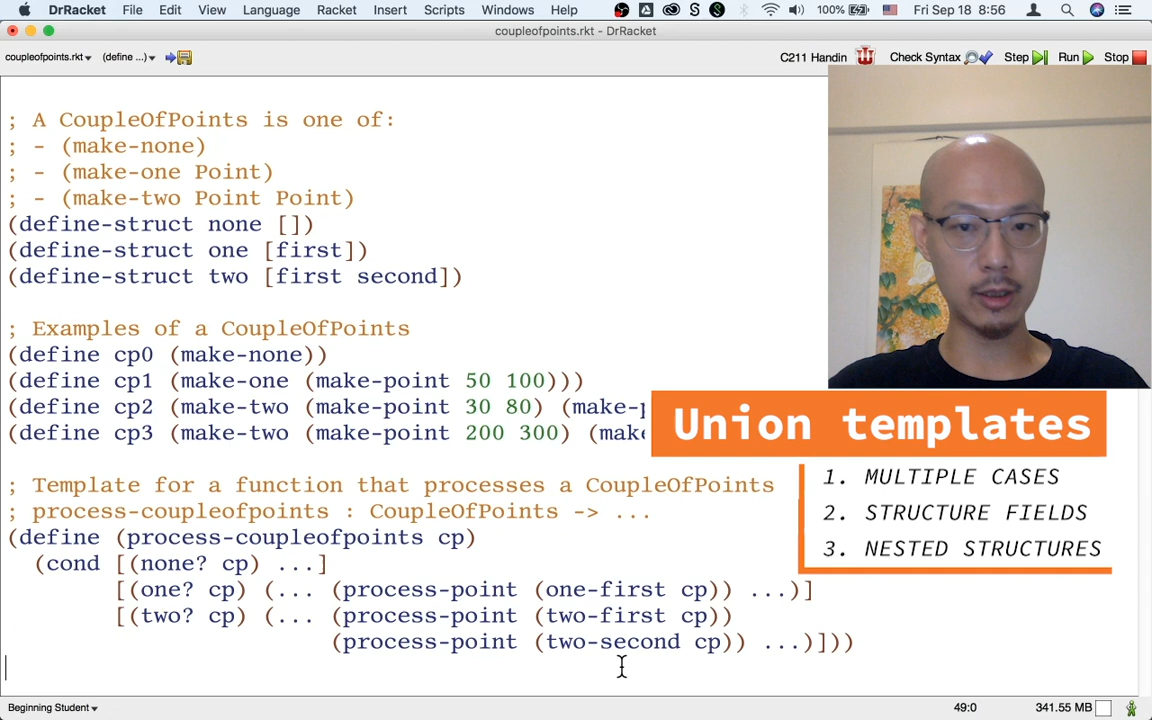 DrRacket File Edit View Language Racket Insert Scripts Windows Help 100% Fri Sep 18 8:56
coupleofpoints.rkt - DrRacket
coupleofpoints.rkt (define ...) C211 Handin Check Syntax Step Run Stop
; A CoupleOfPoints is one of:
; - (make-none)
; - (make-one Point)
; - (make-two Point Point)
(define-struct none [])
(define-struct one [first])
(define-struct two [first second])
; Examples of a CoupleOfPoints
(define cp0 (make-none))
(define cp1 (make-one (make-point 50 100)))
(define cp2 (make-two (make-point 30 80) (make-p
(define cp3 (make-two (make-point 200 300) (make
; Template for a function that processes a CoupleOfPoints
; process-coupleofpoints : CoupleOfPoints -> ...
(define (process-coupleofpoints cp)
(cond [(none? cp) ...]
[(one? cp) (... (process-point (one-first cp)) ...)]
[(two? cp) (... (process-point (two-first cp))
(process-point (two-second cp)) ...)]))
Union templates
1. MULTIPLE CASES
2. STRUCTURE FIELDS
3. NESTED STRUCTURES
Beginning Student 49:0 341.55 MB